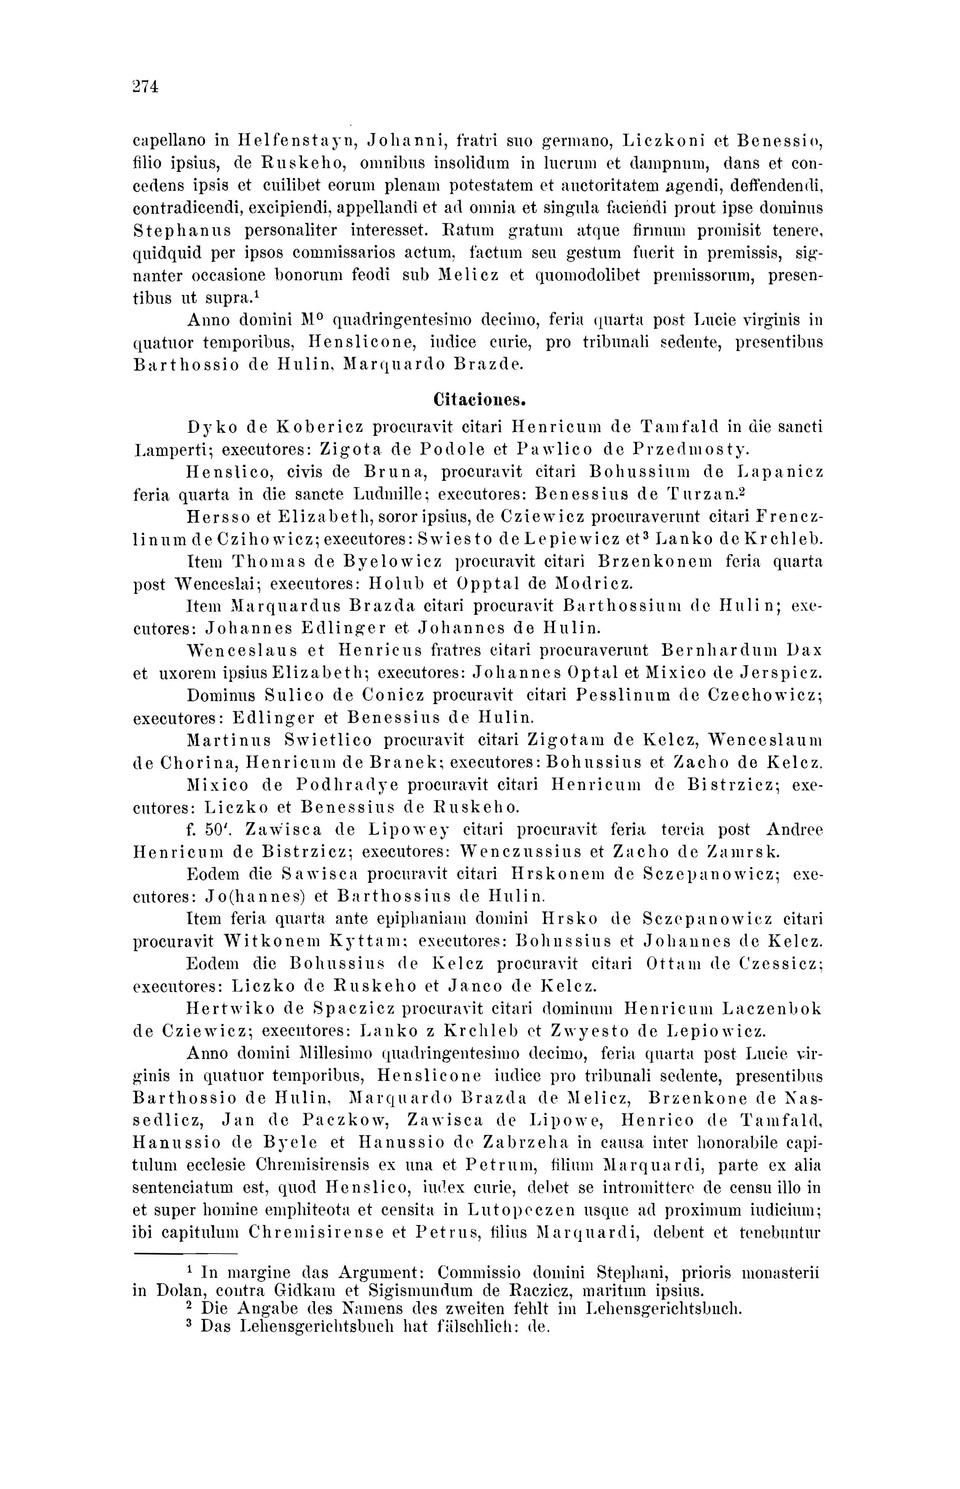 274
capellano in Helfenstayn, Johanni, fratri suo germano, Liczkoni et Benessio,
filio ipsius, de Ruskeho, omnibus insolidum in lucrum et dampnum, dans et con-
cedens ipsis et cuilibet eorum plenam potestatem et auctoritatem agendi, deffendendi,
contradicendi, excipiendi, appellandi et ad omnia et singula faciendi prout ipse dominus
Stephanus personaliter interesset. Ratum gratum atque firmum promisit tenere,
quidquid per ipsos commissarios actum, factum seu gestum fuerit in premissis, sig-
nanter occasione bonorum feodi sub Melicz et quomodolibet premissorum, presen-
tibus ut supra.¹
Anno domini M⁰ quadringentesimo decimo, feria quarta post Lucie virginis in
quatuor temporibus, Henslicone, iudice curie, pro tribunali sedente, presentibus
Barthossio de Hulin, Marquardo Brazde.
Citaciones.
Dyko de Kobericz procuravit citari Henricum de Tamfald in die sancti
Lamperti; executores: Zigota de Podole et Pawlico de Przedmosty.
Henslico, civis de Bruna, procuravit citari Bohussium de Lapanicz
feria quarta in die sancte Ludmille; executores: Benessius de Turzan.²
Hersso et Elizabeth, soror ipsius, de Cziewicz procuraverunt citari Frencz-
linum de Czihowicz; executores: Swiesto de Lepiewicz et³ Lanko de Krchleb.
Item Thomas de Byelowicz procuravit citari Brzenkonem feria quarta
post Wenceslai; executores: Holub et Opptal de Modricz.
Item Marquardus Brazda citari procuravit Barthossium de Hulin; exe-
cutores: Johannes Edlinger et Johannes de Hulin.
Wenceslaus et Henricus fratres citari procuraverunt Bernhardum Dax
et uxorem ipsius Elizabeth; executores: Johannes Optal et Mixico de Jerspicz.
Dominus Sulico de Conicz procuravit citari Pesslinum de Czechowicz;
executores: Edlinger et Benessius de Hulin.
Martinus Swietlico procuravit citari Zigotam de Kelcz, Wenceslaum
de Chorina, Henricum de Branek; executores: Bohussius et Zacho de Kelcz.
Mixico de Podhradye procuravit citari Henricum de Bistrzicz; exe-
cutores: Liczko et Benessius de Ruskeho.
f. 50'. Zawisca de Lipowey citari procuravit feria tercia post Andree
Henricum de Bistrzicz; executores: Wenczussius et Zacho de Zamrsk.
Eodem die Sawisca procuravit citari Hrskonem de Sczepanowicz; exe-
cutores: Jo(hannes) et Barthossius de Hulin.
Item feria quarta ante epiphaniam domini Hrsko de Sczepanowicz citari
procuravit Witkonem Kyttam; executores: Bohussius et Johannes de Kelcz.
Eodem die Bohussius de Kelcz procuravit citari Ottam de Czessicz;
executores: Liczko de Ruskeho et Janco de Kelcz.
Hertwiko de Spaczicz procuravit citari dominum Henricum Laczenbok
de Cziewicz; executores: Lanko z Krchleb et Zwyesto de Lepiowicz.
Anno domini Millesimo quadringentesimo decimo, feria quarta post Lucie vir-
ginis in quatuor temporibus, Henslicone iudice pro tribunali sedente, presentibus
Barthossio de Hulin, Marquardo Brazda de Melicz, Brzenkone de Nas-
sedlicz, Jan de Paczkow, Zawisca de Lipowe, Henrico de Tamfald,
Hanussio de Byele et Hanussio de Zabrzeha in causa inter honorabile capi-
tulum ecclesie Chremisirensis ex una et Petrum, filium Marquardi, parte ex alia
sentenciatum est, quod Henslico, iudex curie, debet se intromittere de censu illo in
et super homine emphiteota et censita in Lutopeczen usque ad proximum iudicium;
ibi capitulum Chremisirense et Petrus, filius Marquardi, debent et tenebuntur
¹ In margine das Argument: Commissio domini Stephani, prioris monasterii
in Dolan, contra Gidkam et Sigismundum de Raczicz, maritum ipsius.
² Die Angabe des Namens des zweiten fehlt im Lehensgerichtsbuch.
³ Das Lehensgerichtsbuch hat fälschlich: de.